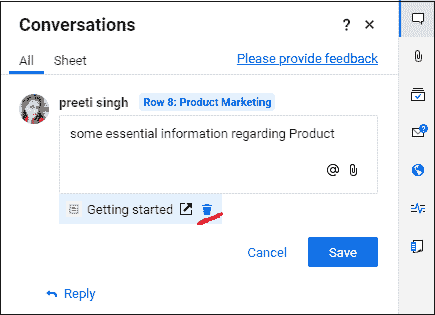 Conversations ?
All Sheet Please provide feedback
preeti singh Row 8: Product Marketing
some essential information regarding Product
@
Getting started
Cancel Save
Reply